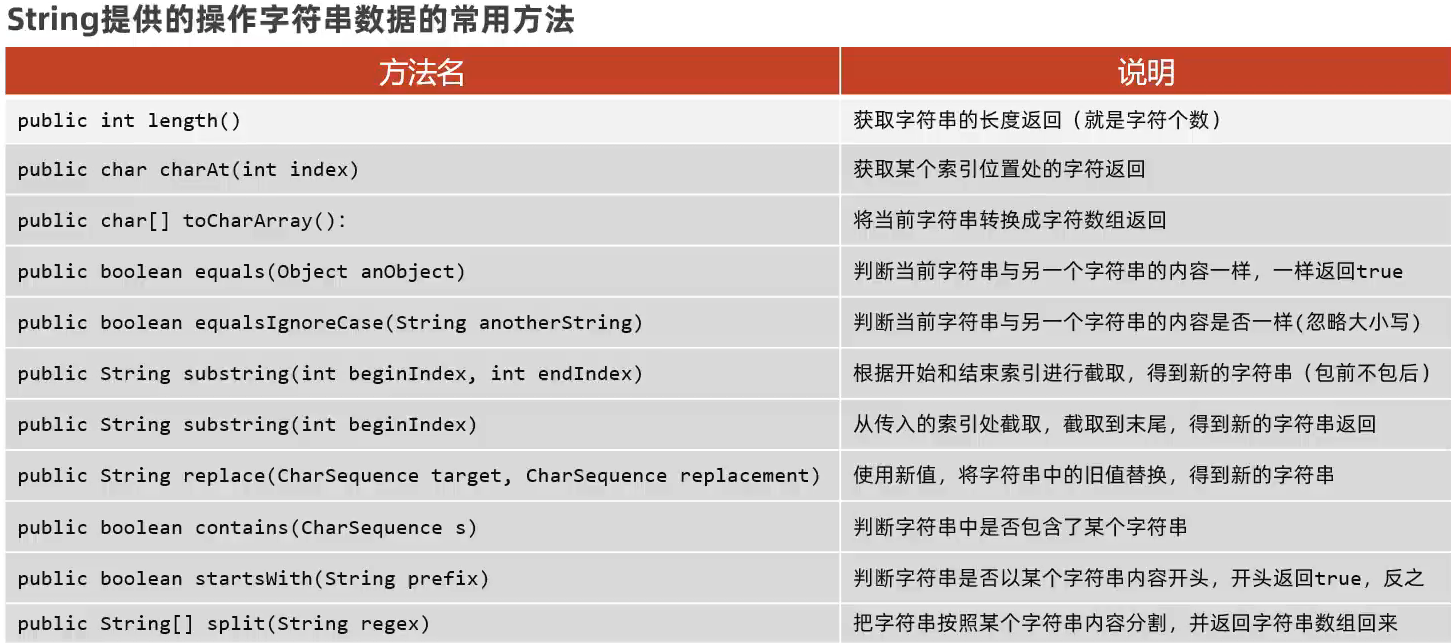 String提供的操作字符串数据的常用方法
方法名 说明
public int length() 获取字符串的长度返回（就是字符个数）
public char charAt(int index) 获取某个索引位置处的字符返回
public char[] toCharArray()： 将当前字符串转换成字符数组返回
public boolean equals(Object anObject) 判断当前字符串与另一个字符串的内容一样，一样返回true
public boolean equalsIgnoreCase(String anotherString) 判断当前字符串与另一个字符串的内容是否一样(忽略大小写)
public String substring(int beginIndex, int endIndex) 根据开始和结束索引进行截取，得到新的字符串（包前不包后）
public String substring(int beginIndex) 从传入的索引处截取，截取到末尾，得到新的字符串返回
public String replace(CharSequence target, CharSequence replacement) 使用新值，将字符串中的旧值替换，得到新的字符串
public boolean contains(CharSequence s) 判断字符串中是否包含了某个字符串
public boolean startsWith(String prefix) 判断字符串是否以某个字符串内容开头，开头返回true，反之
public String[] split(String regex) 把字符串按照某个字符串内容分割，并返回字符串数组回来